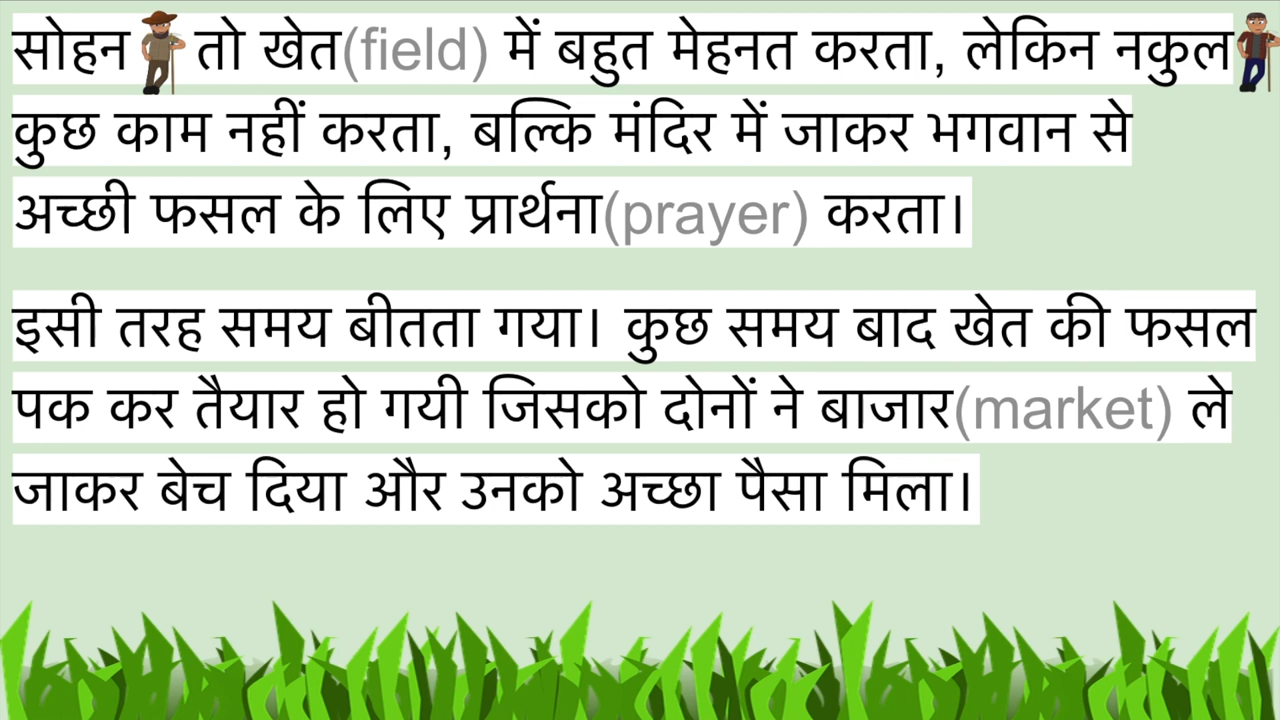 सोहन तो खेत(field) में बहुत मेहनत करता, लेकिन नकुल
कुछ काम नहीं करता, बल्कि मंदिर में जाकर भगवान से
अच्छी फसल के लिए प्रार्थना(prayer) करता।
इसी तरह समय बीतता गया। कुछ समय बाद खेत की फसल
पक कर तैयार हो गयी जिसको दोनों ने बाजार(market) ले
जाकर बेच दिया और उनको अच्छा पैसा मिला।